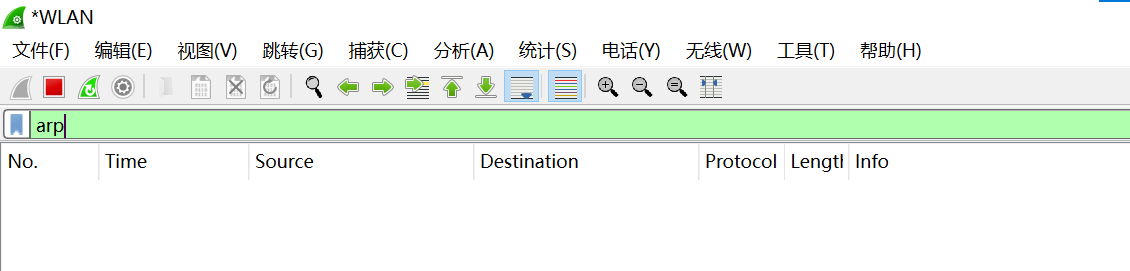 *WLAN
文件(F) 编辑(E) 视图(V) 跳转(G) 捕获(C) 分析(A) 统计(S) 电话(Y) 无线(W) 工具(T) 帮助(H)
arp
No. Time Source Destination Protocol Length Info